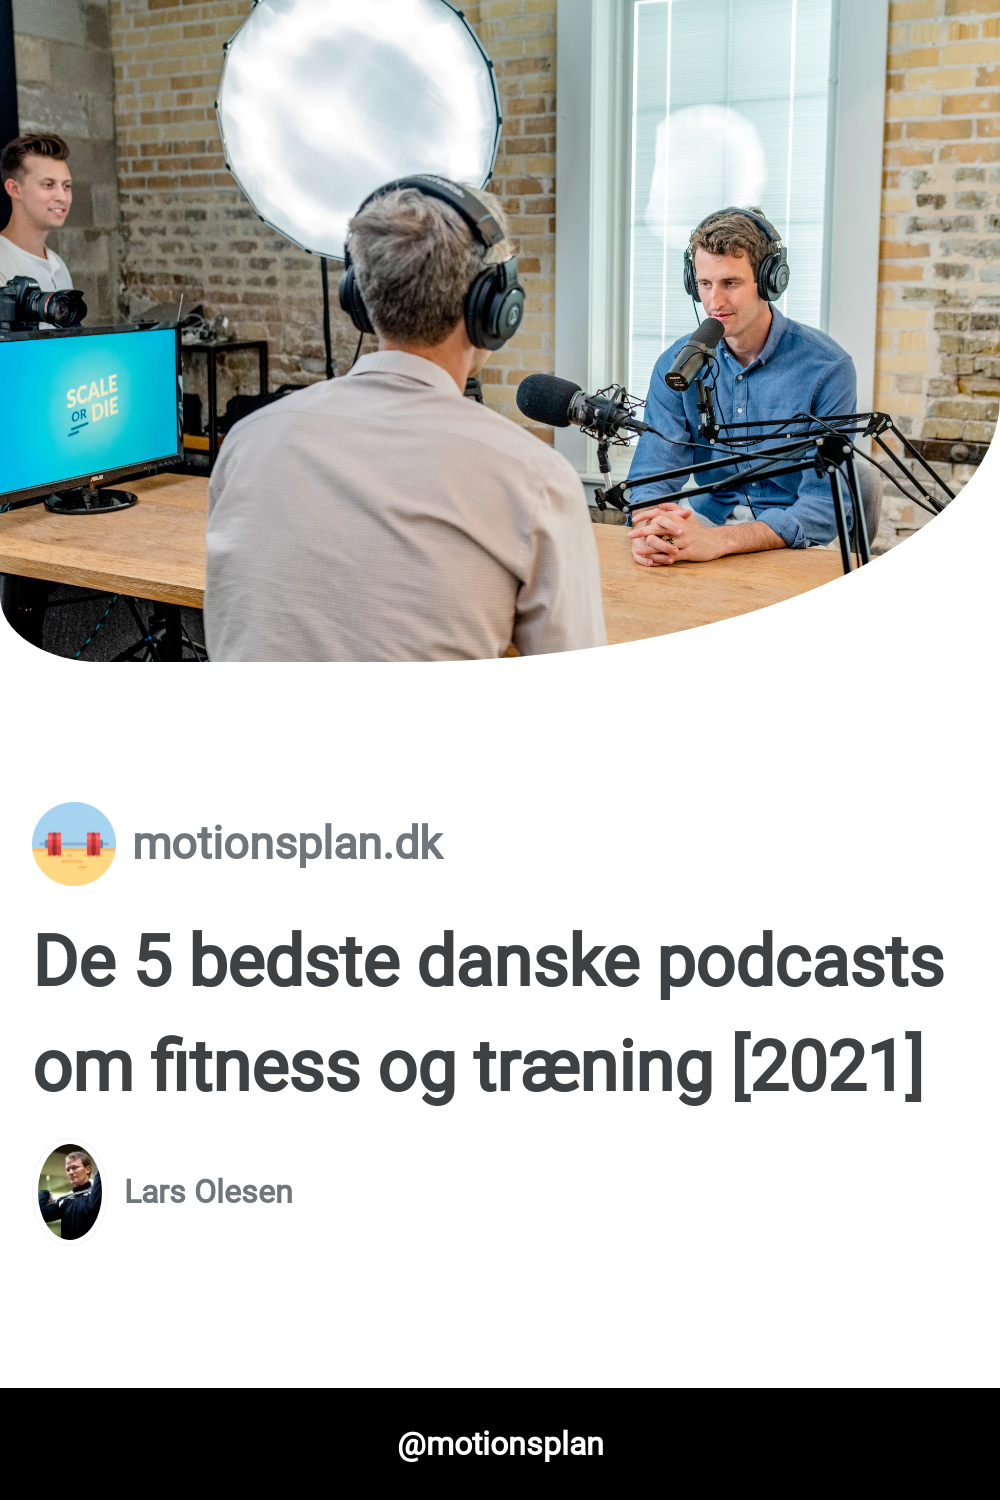 SCALE
OR DIE
motionsplan.dk
De 5 bedste danske podcasts
om fitness og træning [2021]
Lars Olesen
@motionsplan